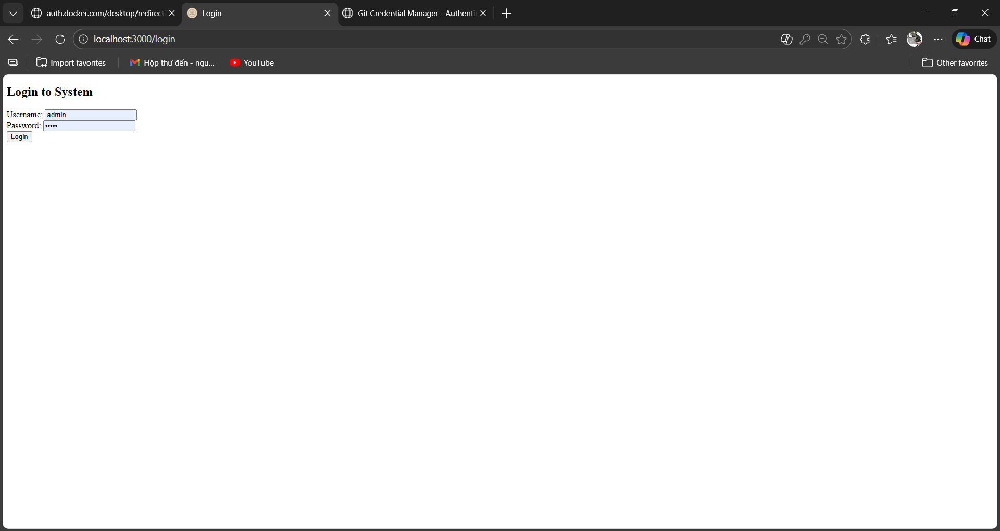 auth.docker.com/desktop/redirect
Login
Git Credential Manager - Authenti
localhost:3000/login
Chat
Import favorites
Hộp thư đến - ngu...
YouTube
Other favorites
Login to System
Username: admin
Password: •••••
Login